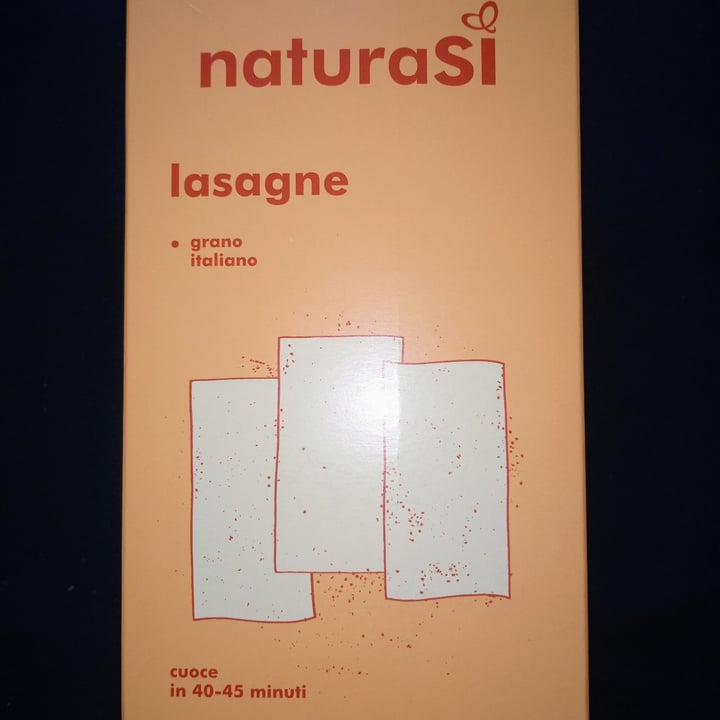 naturaSì
lasagne
• grano
italiano
cuoce
in 40-45 minuti